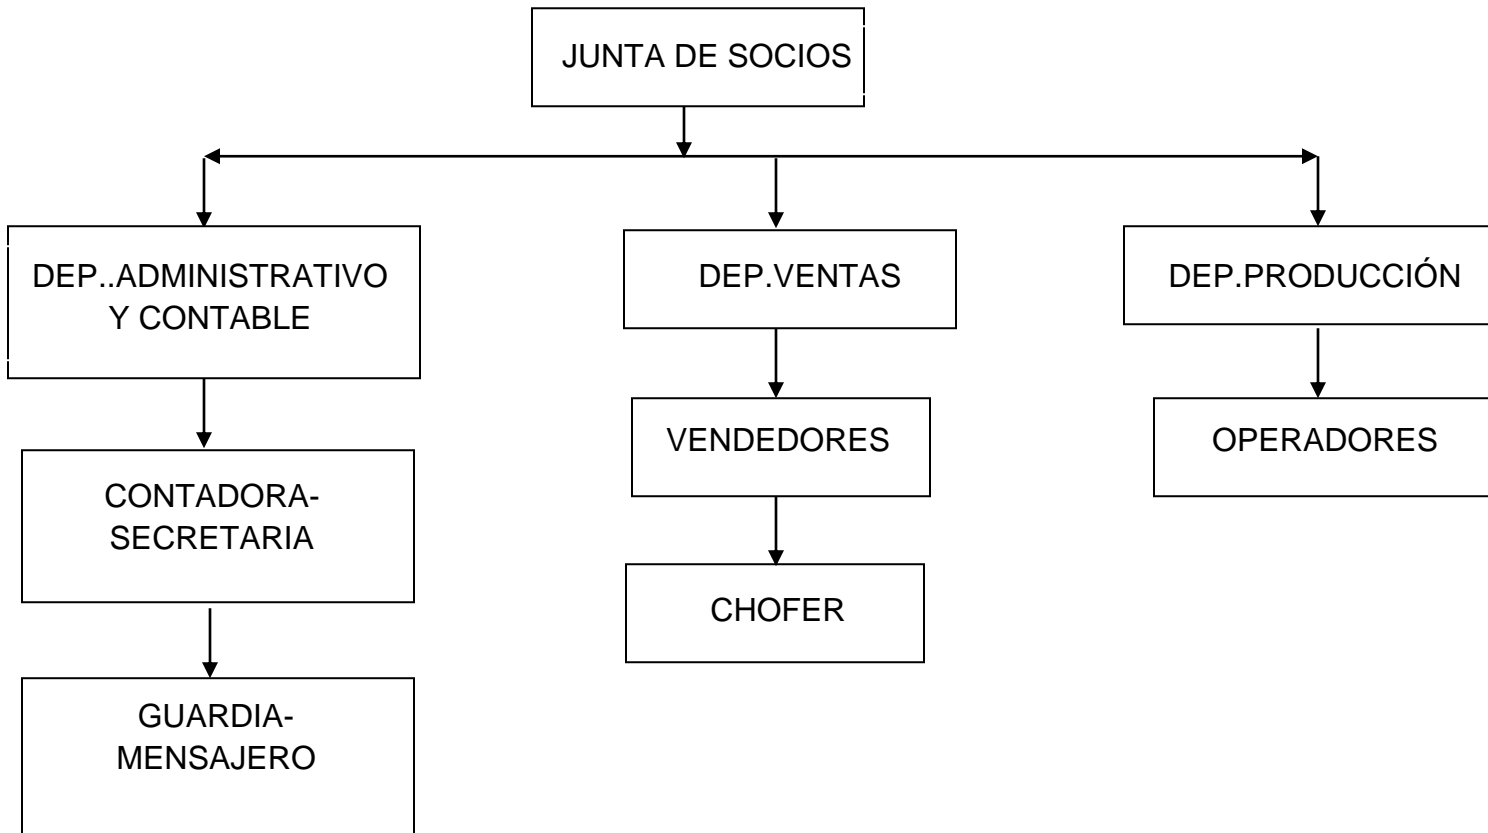 JUNTA DE SOCIOS
DEP..ADMINISTRATIVO
Y CONTABLE
DEP.VENTAS
DEP.PRODUCCIÓN
VENDEDORES
OPERADORES
CONTADORA-
SECRETARIA
CHOFER
GUARDIA-
MENSAJERO